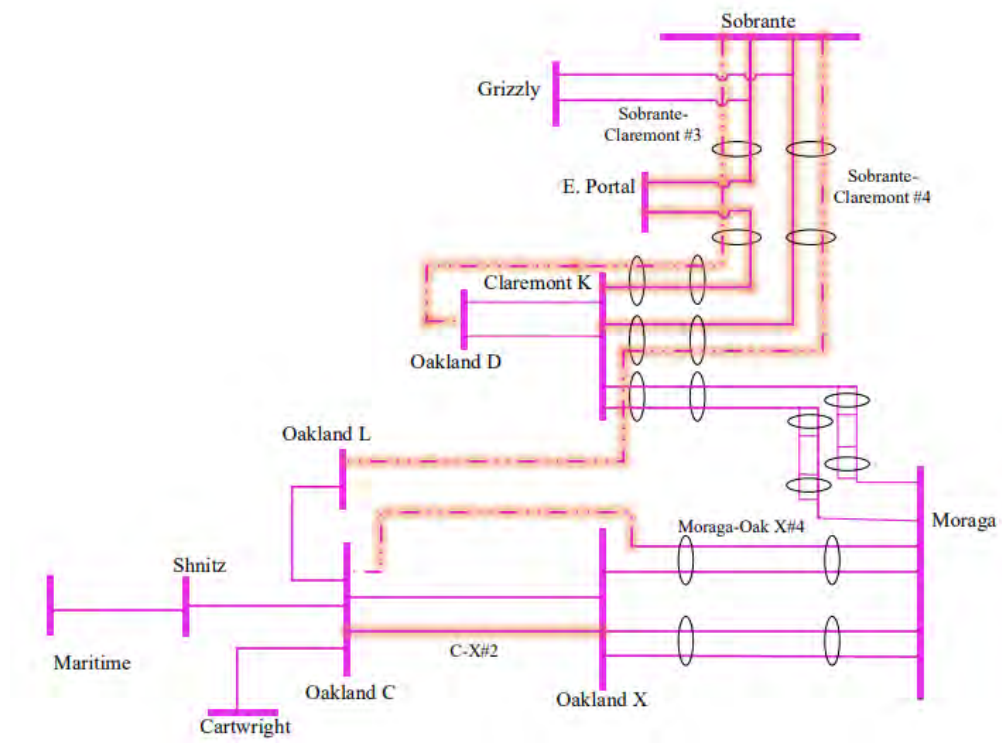 Sobrante
Grizzly
Sobrante-
Claremont #3
E. Portal
Sobrante-
Claremont #4
Claremont K
Oakland D
Oakland L
Moraga-Oak X#4
Moraga
Shnitz
Maritime
C-X#2
Oakland C
Oakland X
Cartwright